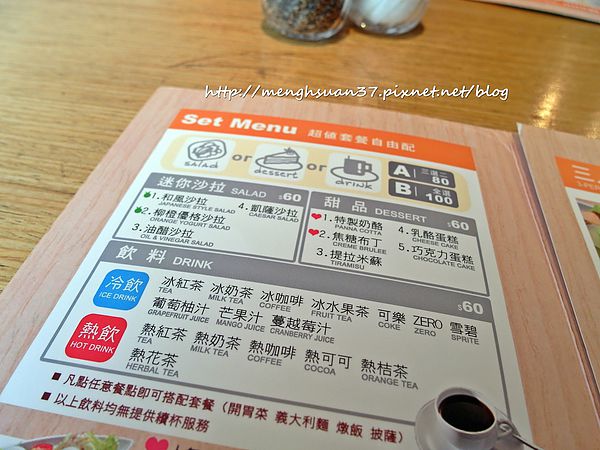 http://menghsuan37.pixnet.net/blog
Set Menu 超值套餐自由配
salad or dessert or drink
A 三選二 80
B 全選 100
迷你沙拉 SALAD $60
1.和風沙拉 4.凱薩沙拉
JAPANESE STYLE SALAD CAESAR SALAD
2.柳橙優格沙拉
ORANGE YOGURT SALAD
3.油醋沙拉
OIL & VINEGAR SALAD
甜品 DESSERT $60
1.特製奶酪 4.乳酪蛋糕
PANNA COTTA CHEESE CAKE
2.焦糖布丁 5.巧克力蛋糕
CREME BRULEE CHOCOLATE CAKE
3.提拉米蘇
TIRAMISU
飲料 DRINK $60
冷飲 ICE DRINK
冰紅茶 冰奶茶 冰咖啡 冰水果茶 可樂 ZERO 雪碧
TEA MILK TEA COFFEE FRUIT TEA COKE ZERO SPRITE
葡萄柚汁 芒果汁 蔓越莓汁
GRAPEFRUIT JUICE MANGO JUICE CRANBERRY JUICE
熱飲 HOT DRINK
熱紅茶 熱奶茶 熱咖啡 熱可可 熱桔茶
TEA MILK TEA COFFEE COCOA ORANGE TEA
熱花茶
HERBAL TEA
■ 凡點任意餐點即可搭配套餐（開胃菜 義大利麵 燉飯 披薩）
■ 以上飲料均無提供續杯服務